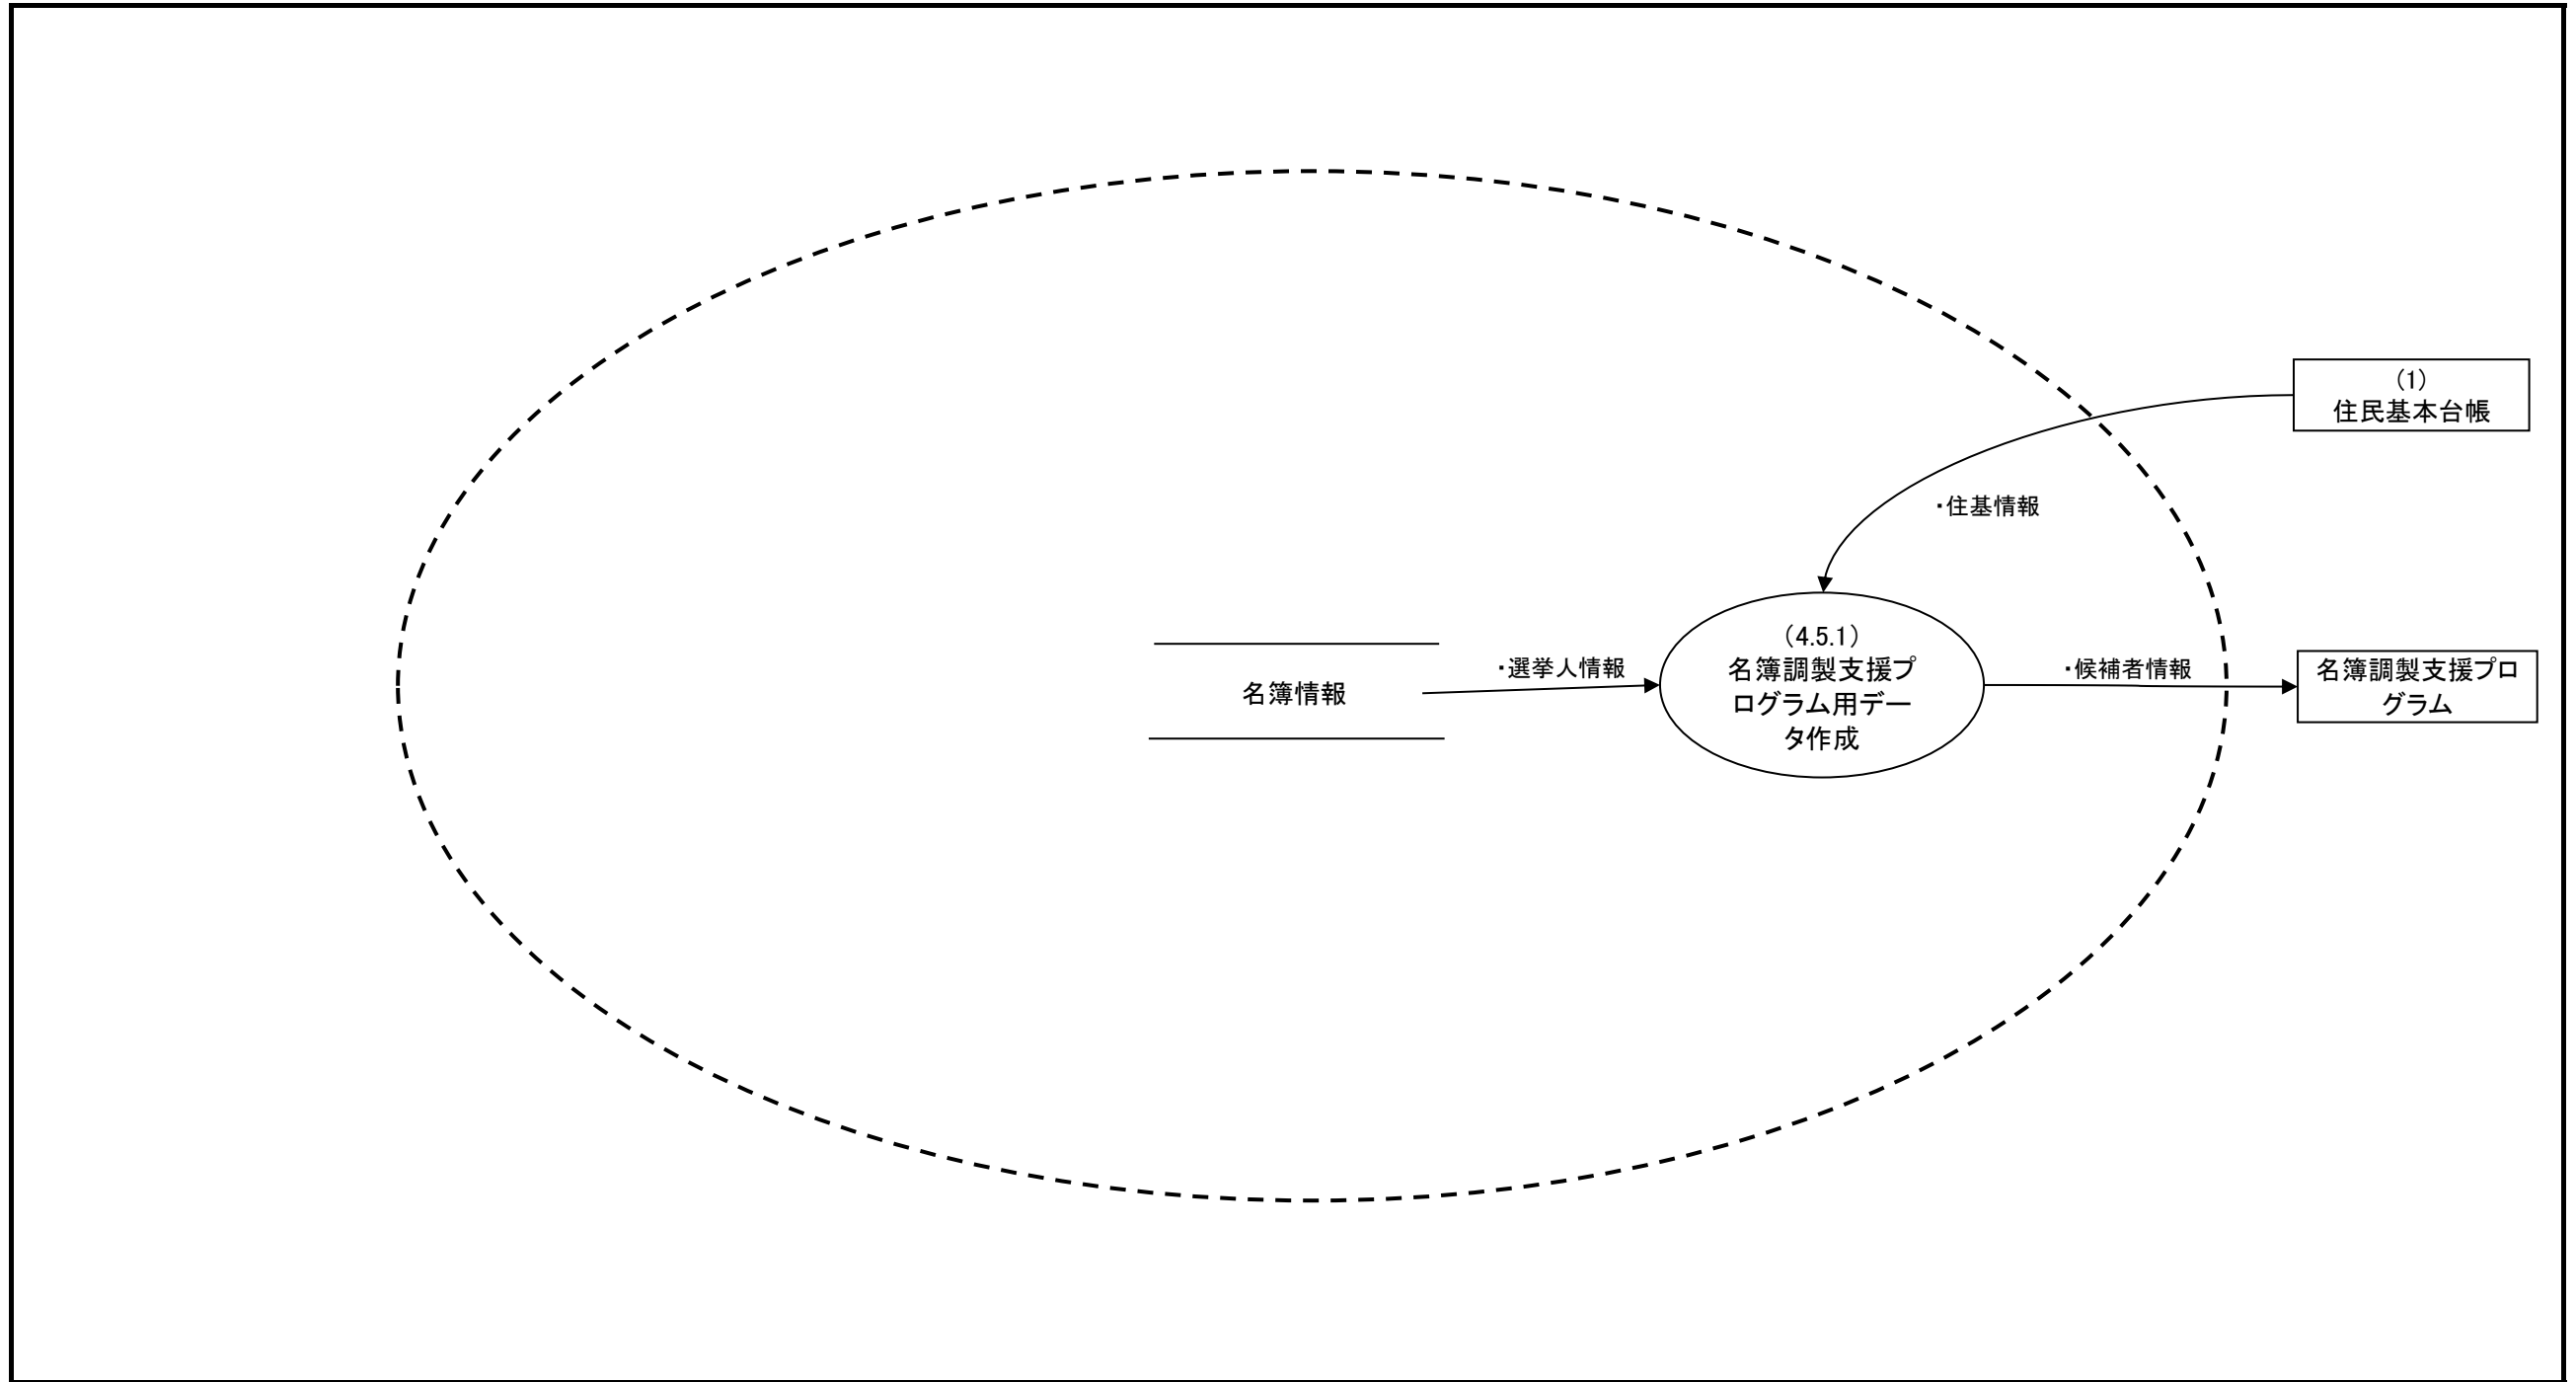 （1）
住民基本台帳
・住基情報
名簿情報
・選挙人情報
（4.5.1）
名簿調製支援プ
ログラム用デー
タ作成
・候補者情報
名簿調製支援プロ
グラム